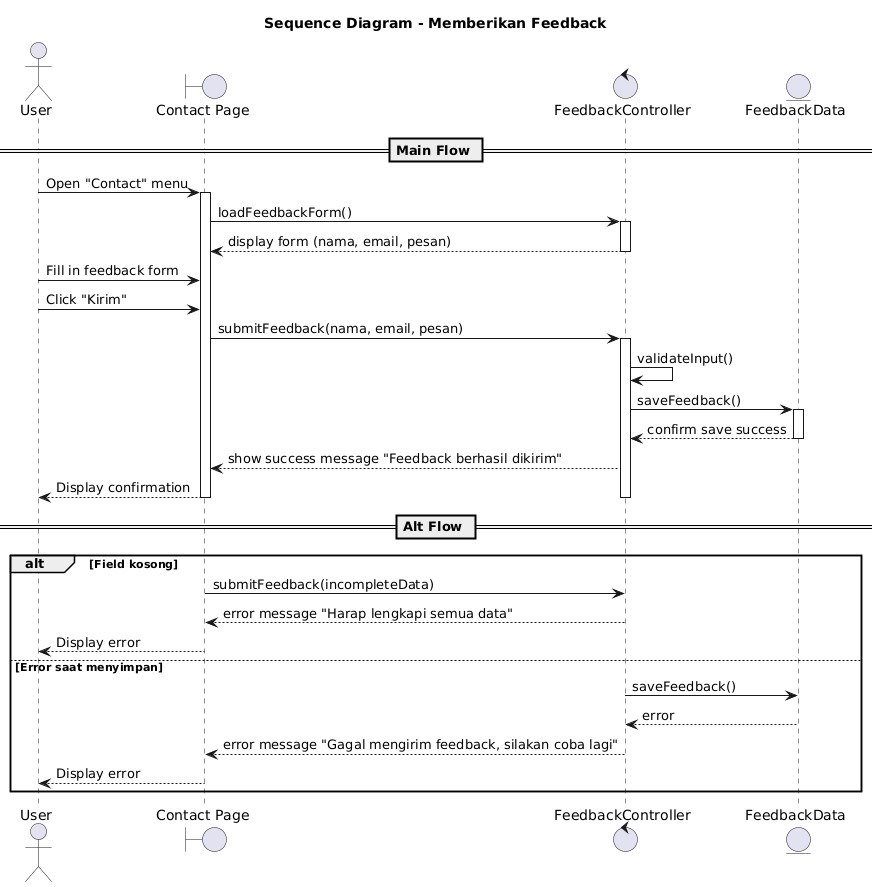 Sequence Diagram - Memberikan Feedback
User
Contact Page
FeedbackController
FeedbackData
Main Flow
Open "Contact" menu
loadFeedbackForm()
display form (nama, email, pesan)
Fill in feedback form
Click "Kirim"
submitFeedback(nama, email, pesan)
validateInput()
saveFeedback()
confirm save success
show success message "Feedback berhasil dikirim"
Display confirmation
Alt Flow
alt [Field kosong]
submitFeedback(incompleteData)
error message "Harap lengkapi semua data"
Display error
[Error saat menyimpan]
saveFeedback()
error
error message "Gagal mengirim feedback, silakan coba lagi"
Display error
User
Contact Page
FeedbackController
FeedbackData